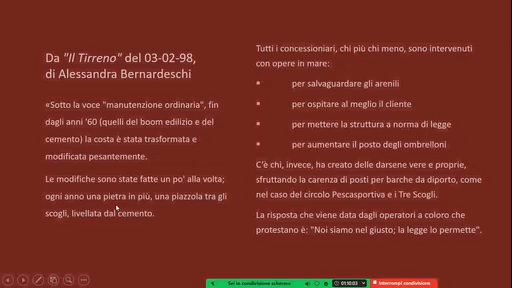 Da "Il Tirreno" del 03-02-98,
di Alessandra Bernardeschi
«Sotto la voce "manutenzione ordinaria", fin
dagli anni '60 (quelli del boom edilizio e del
cemento) la costa è stata trasformata e
modificata pesantemente.
Le modifiche sono state fatte un po' alla volta;
ogni anno una pietra in più, una piazzola tra gli
scogli, livellata dal cemento.
Tutti i concessionari, chi più chi meno, sono intervenuti
con opere in mare:
* per salvaguardare gli arenili
* per ospitare al meglio il cliente
* per mettere la struttura a norma di legge
* per aumentare il posto degli ombrelloni
C'è chi, invece, ha creato delle darsene vere e proprie,
sfruttando la carenza di posti per barche da diporto, come
nel caso del circolo Pescasportiva e i Tre Scogli.
La risposta che viene data dagli operatori a coloro che
protestano è: "Noi siamo nel giusto; la legge lo permette".
Sei in condivisione schermo
01:10:03
Interrompi condivisione